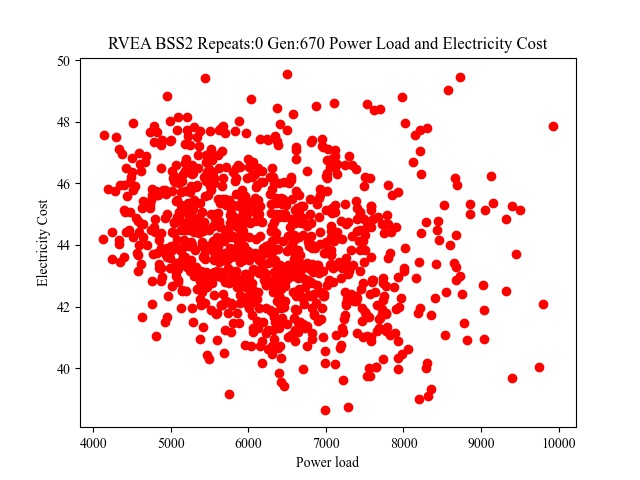 RVEA BSS2 Repeats:0 Gen:670 Power Load and Electricity Cost
50
48
46
44
42
40
Electricity Cost
4000 5000 6000 7000 8000 9000 10000
Power load